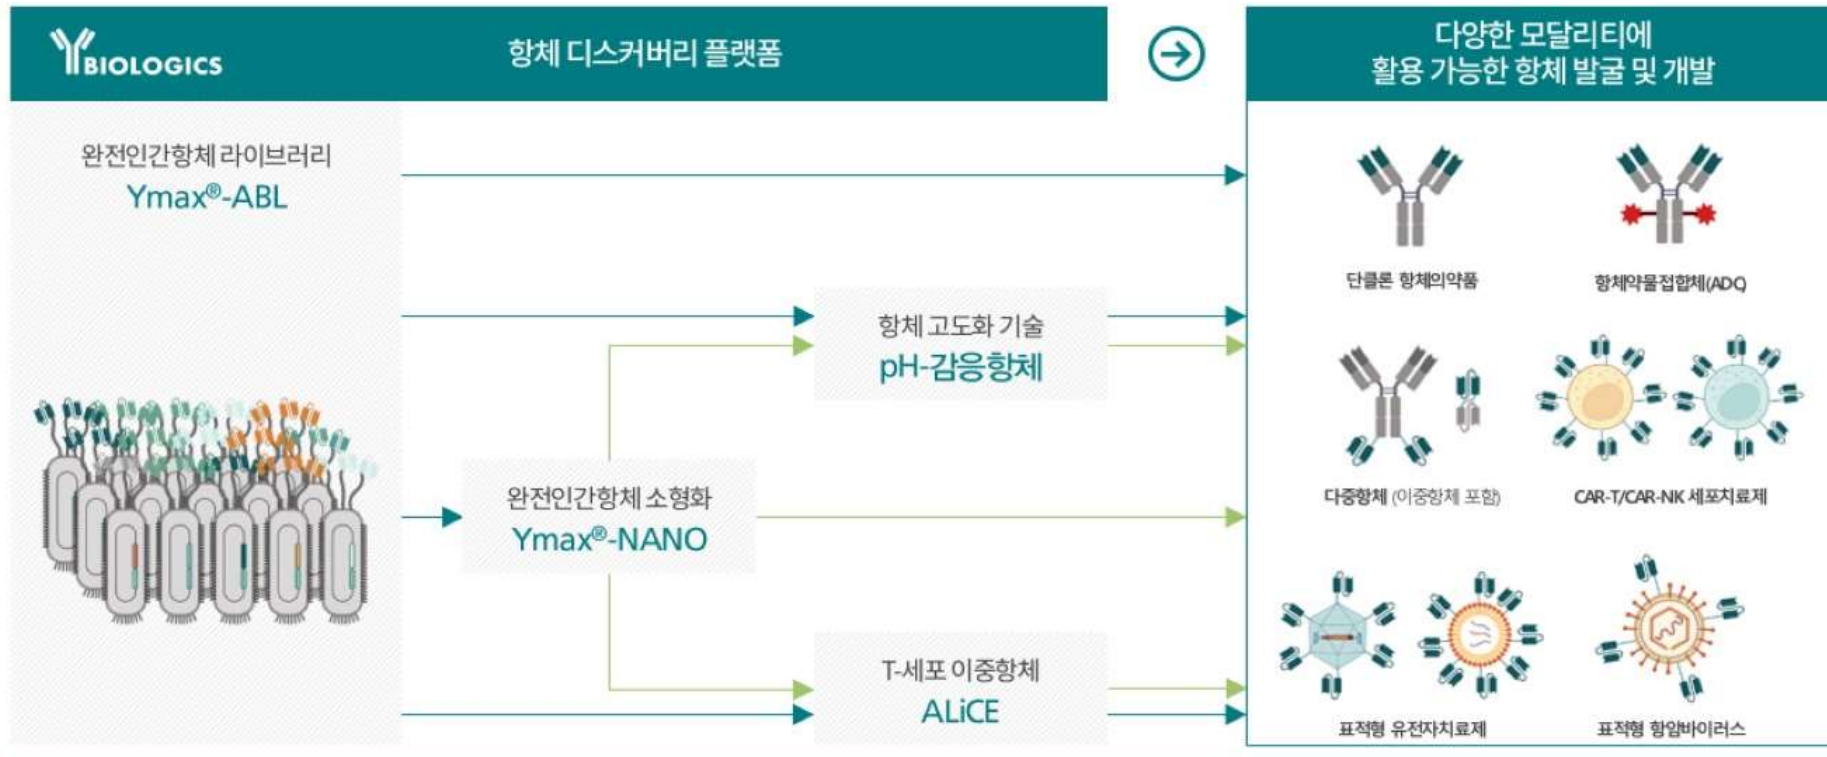 YBIOLOGICS
항체 디스커버리 플랫폼
다양한 모달리티에
활용 가능한 항체 발굴 및 개발
완전인간항체 라이브러리
Ymax®-ABL
항체 고도화 기술
pH-감응항체
완전인간항체 소형화
Ymax®-NANO
T-세포 이중항체
ALiCE
단클론 항체의약품
항체약물접합체(ADC)
다중항체 (이중항체 포함)
CAR-T/CAR-NK 세포치료제
표적형 유전자치료제
표적형 항암바이러스